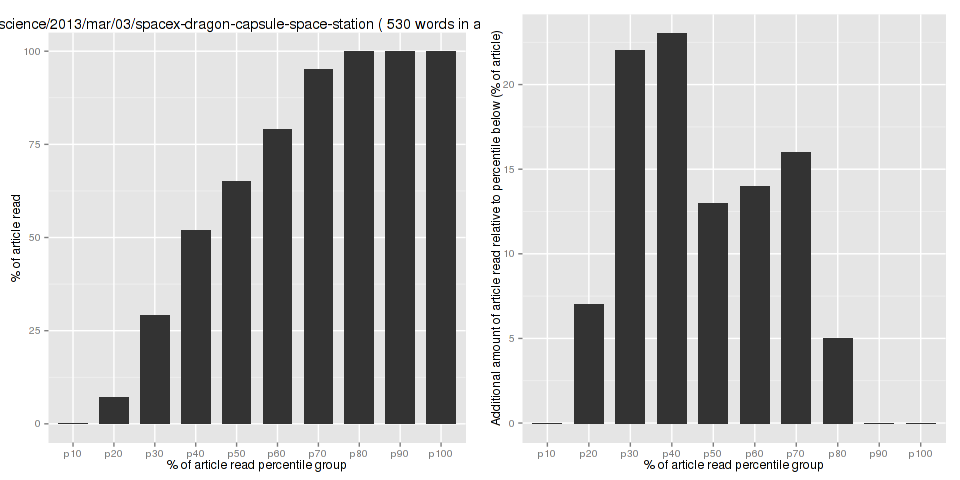 science/2013/mar/03/spacex-dragon-capsule-space-station ( 530 words in a
100
75
50
25
0
% of article read
p10 p20 p30 p40 p50 p60 p70 p80 p90 p100
% of article read percentile group
20
15
10
5
0
Additional amount of article read relative to percentile below (% of article)
p10 p20 p30 p40 p50 p60 p70 p80 p90 p100
% of article read percentile group